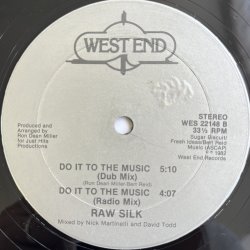 WEST END
Produced and
Arranged by
Ron Dean Miller
for Just Hits
Productions
STEREO
WES 22148 B
33⅓ RPM
Sugar Biscuit/
Fresh Ideas/Bert Reid
Music (ASCAP)
℗ 1982
West End Records
DO IT TO THE MUSIC 5:10
(Dub Mix)
(Ron Dean Miller-Bert Reid)
DO IT TO THE MUSIC 4:07
(Radio Mix)
RAW SILK
Mixed by Nick Martinelli and David Todd